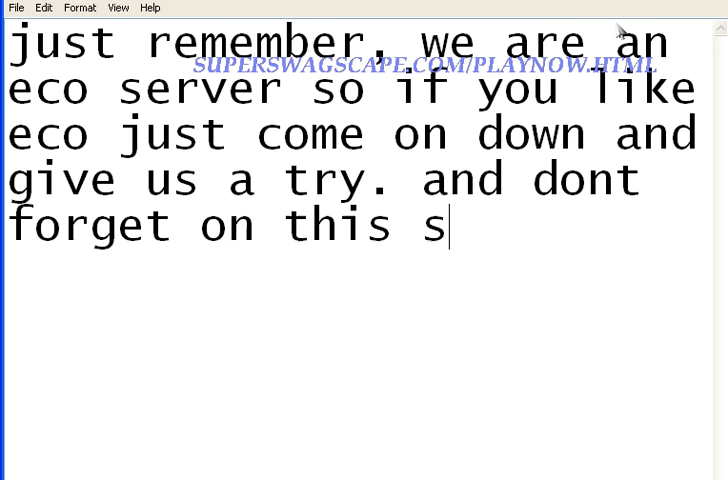 File Edit Format View Help
just remember, we are an
SUPERSWAGSCAPE.COM/PLAYNOW.HTML
eco server so if you like
eco just come on down and
give us a try. and dont
forget on this s